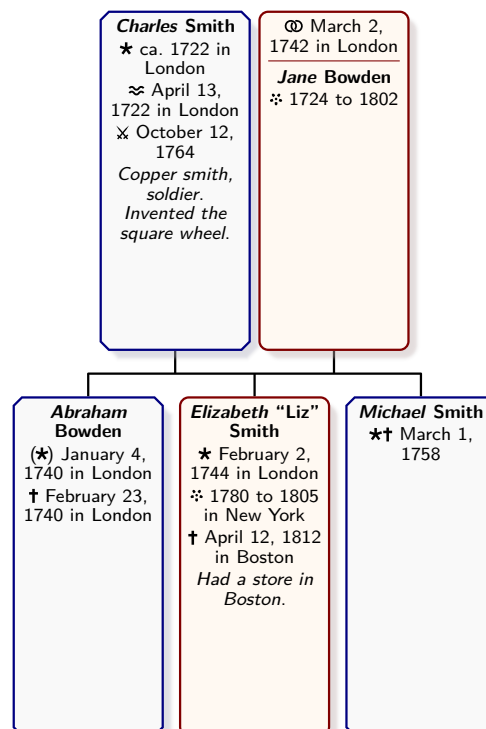 Charles Smith
★ ca. 1722 in
London
≈ April 13,
1722 in London
⚔ October 12,
1764
Copper smith,
soldier.
Invented the
square wheel.
⚭ March 2,
1742 in London
Jane Bowden
⁘ 1724 to 1802
Abraham
Bowden
(★) January 4,
1740 in London
✝ February 23,
1740 in London
Elizabeth “Liz”
Smith
★ February 2,
1744 in London
⁘ 1780 to 1805
in New York
✝ April 12, 1812
in Boston
Had a store in
Boston.
Michael Smith
★✝ March 1,
1758